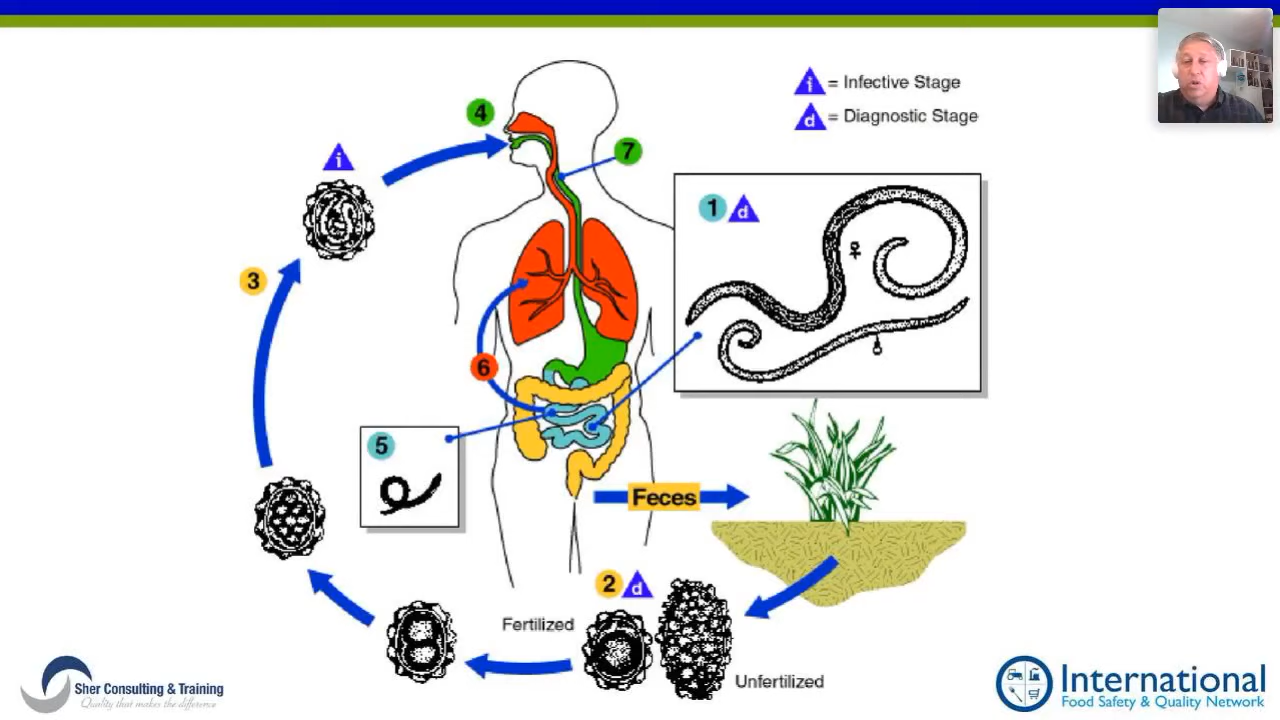 i = Infective Stage
d = Diagnostic Stage
4
i
7
1 d
3
6
5
Feces
2 d
Fertilized
Unfertilized
Sher Consulting & Training
Quality that makes the difference
International
Food Safety & Quality Network